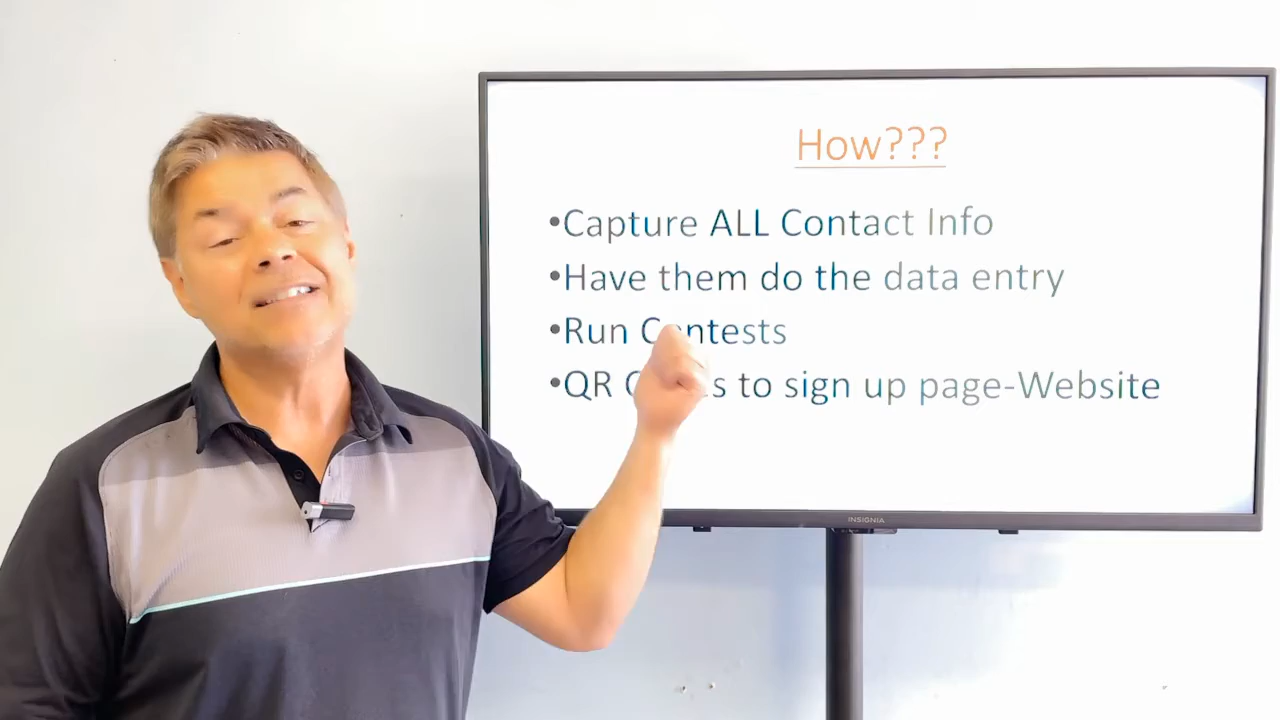 How???
•Capture ALL Contact Info
•Have them do the data entry
•Run Contests
•QR to sign up page-Website
INSIGNIA